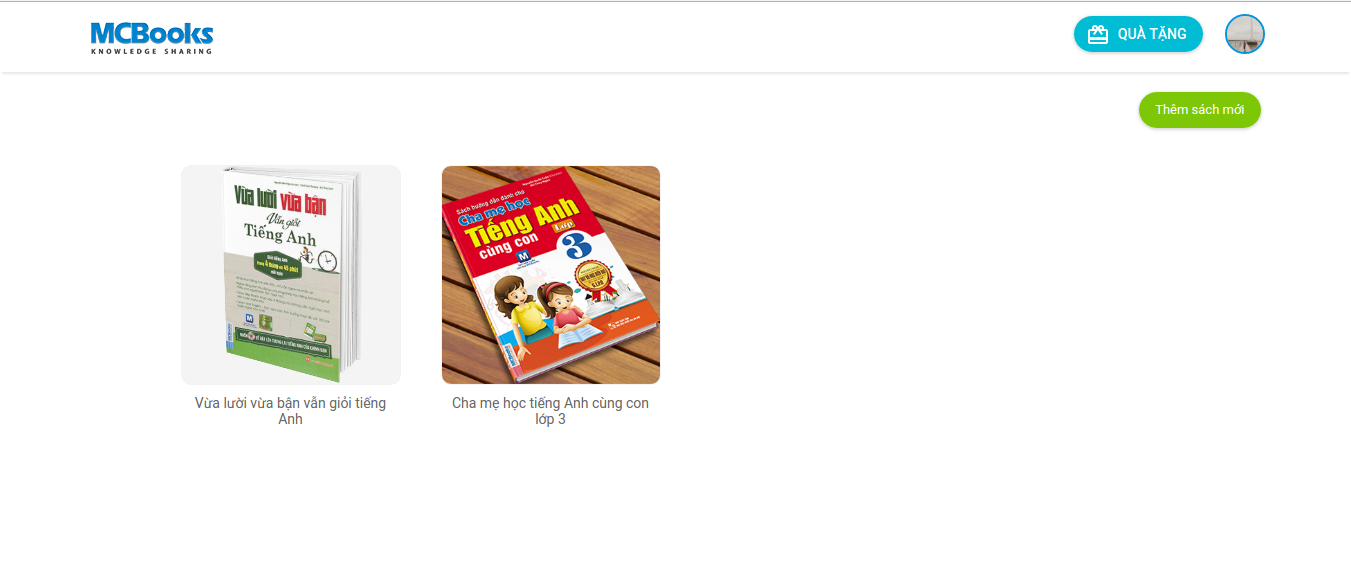 MCBooks
KNOWLEDGE SHARING
QUÀ TẶNG
Thêm sách mới
Vừa lười vừa bận
Vẫn giỏi
Tiếng Anh
Sách hướng dẫn dành cho
Cha mẹ học
Tiếng Anh
Lớp
cùng con
3
MCBOOKS
Vừa lười vừa bận vẫn giỏi tiếng
Anh
Cha mẹ học tiếng Anh cùng con
lớp 3